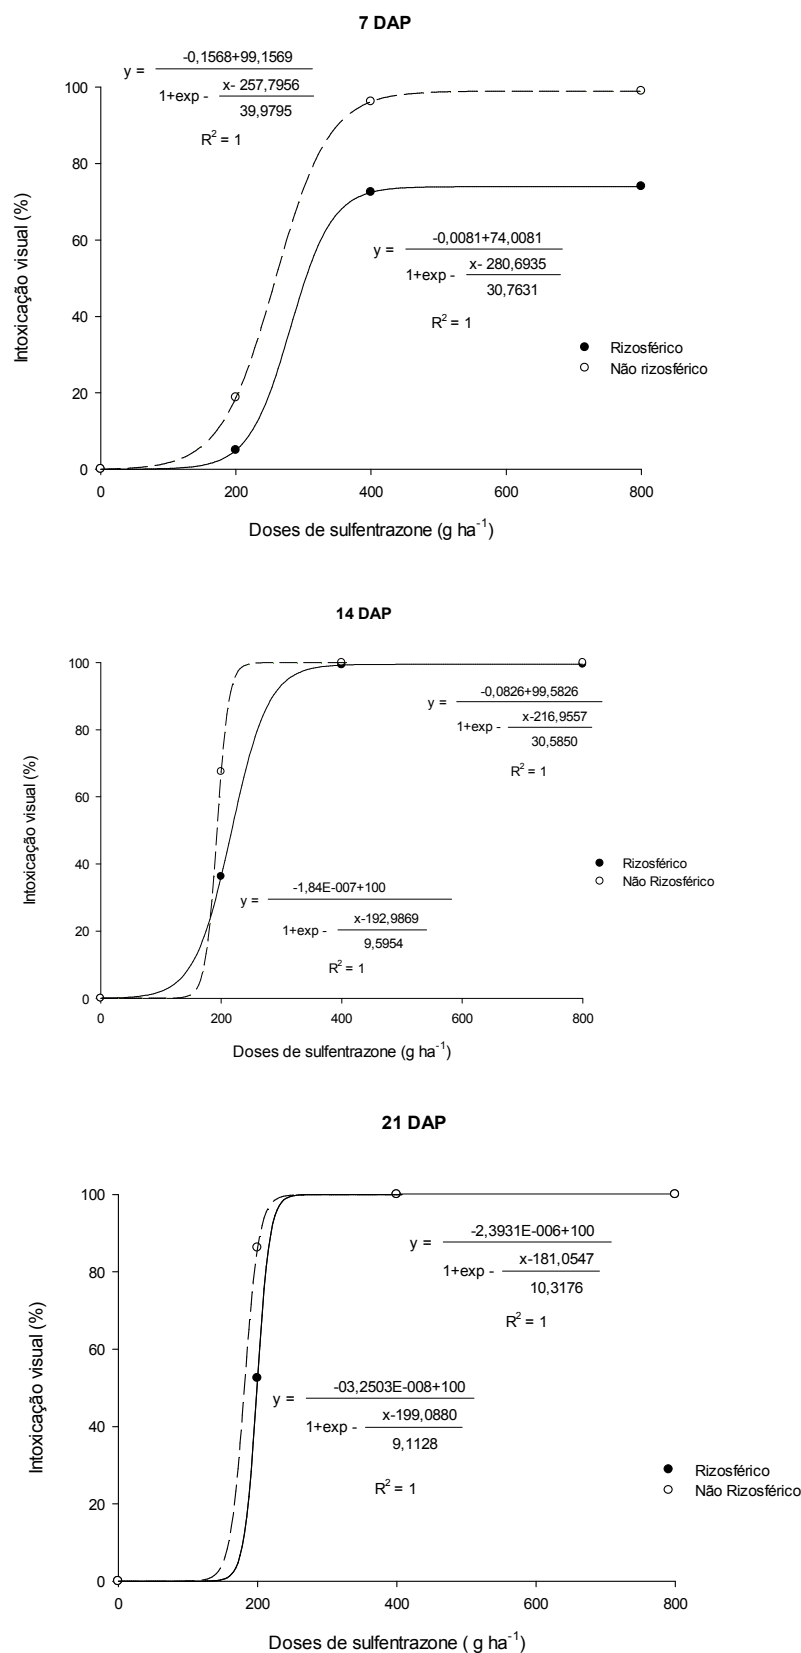 7 DAP
-0,1568+99,1569
y =
1+exp - x- 257,7956
39,9795
R² = 1
100
80
60
40
20
0
Intoxicação visual (%)
-0,0081+74,0081
y =
1+exp - x- 280,6935
30,7631
R² = 1
Rizosférico
Não rizosférico
0 200 400 600 800
Doses de sulfentrazone (g ha⁻¹)
14 DAP
100
80
60
40
20
0
Intoxicação visual (%)
-0,0826+99,5826
y =
1+exp - x-216,9557
30,5850
R² = 1
Rizosférico
Não Rizosférico
-1,84E-007+100
y =
1+exp - x-192,9869
9,5954
R² = 1
0 200 400 600 800
Doses de sulfentrazone (g ha⁻¹)
21 DAP
100
80
60
40
20
0
Intoxicação visual (%)
-2,3931E-006+100
y =
1+exp - x-181,0547
10,3176
R² = 1
-03,2503E-008+100
y =
1+exp - x-199,0880
9,1128
R² = 1
Rizosférico
Não Rizosférico
0 200 400 600 800
Doses de sulfentrazone ( g ha⁻¹)